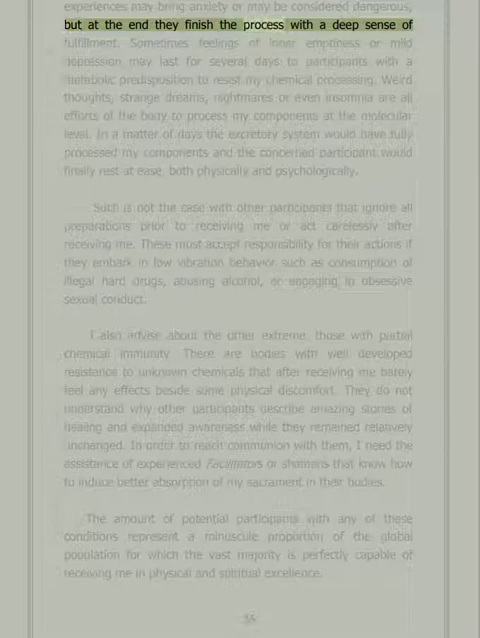 experiences may bring anxiety or may be considered dangerous,
but at the end they finish the process with a deep sense of
fulfillment. Sometimes feelings of inner emptiness or mild
depression may last for several days to participants with a
metabolic predisposition to resist my chemical processing. Weird
thoughts, strange dreams, nightmares or even insomnia are all
efforts of the body to process my components at the molecular
level. In a matter of days the excretory system would have fully
processed my components and the concerned participant would
finally rest at ease, both physically and psychologically.
Such is not the case with other participants that ignore all
preparations prior to receiving me or act carelessly after
receiving me. These must accept responsibility for their actions if
they embark in low vibration behavior such as consumption of
illegal hard drugs, abusing alcohol, or engaging in obsessive
sexual conduct.
I also advise about the other extreme, those with partial
chemical immunity. There are bodies with well developed
resistance to unknown chemicals that after receiving me barely
feel any effects beside some physical discomfort. They do not
understand why other participants describe amazing stories of
healing and expanded awareness while they remained relatively
unchanged. In order to reach communion with them, I need the
assistance of experienced Facilitators or shamans that know how
to induce better absorption of my sacrament in their bodies.
The amount of potential participants with any of these
conditions represent a minuscule proportion of the global
population for which the vast majority is perfectly capable of
receiving me in physical and spiritual excellence.